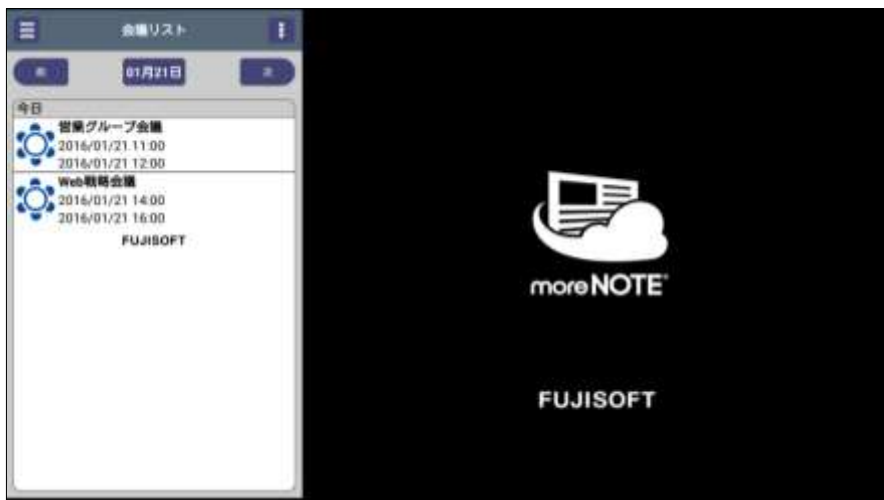 会議リスト
前
01月21日
次
今日
営業グループ会議
2016/01/21 11:00
2016/01/21 12:00
Web戦略会議
2016/01/21 14:00
2016/01/21 16:00
FUJISOFT
moreNOTE®
FUJISOFT